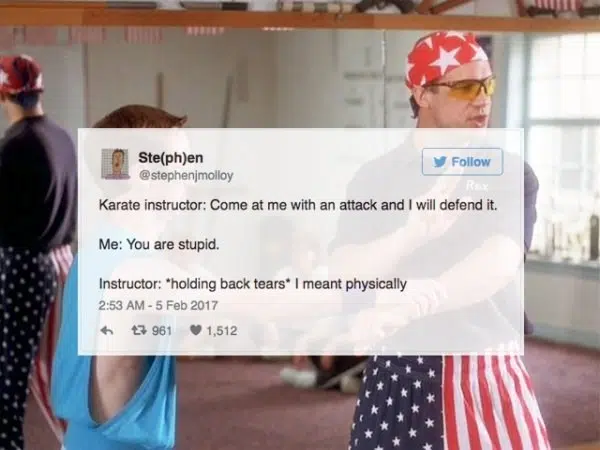 Ste(ph)en
Follow
@stephenjmolloy
Rex
Karate instructor: Come at me with an attack and I will defend it.
Me: You are stupid.
Instructor: *holding back tears* I meant physically
2:53 AM - 5 Feb 2017
961 1,512